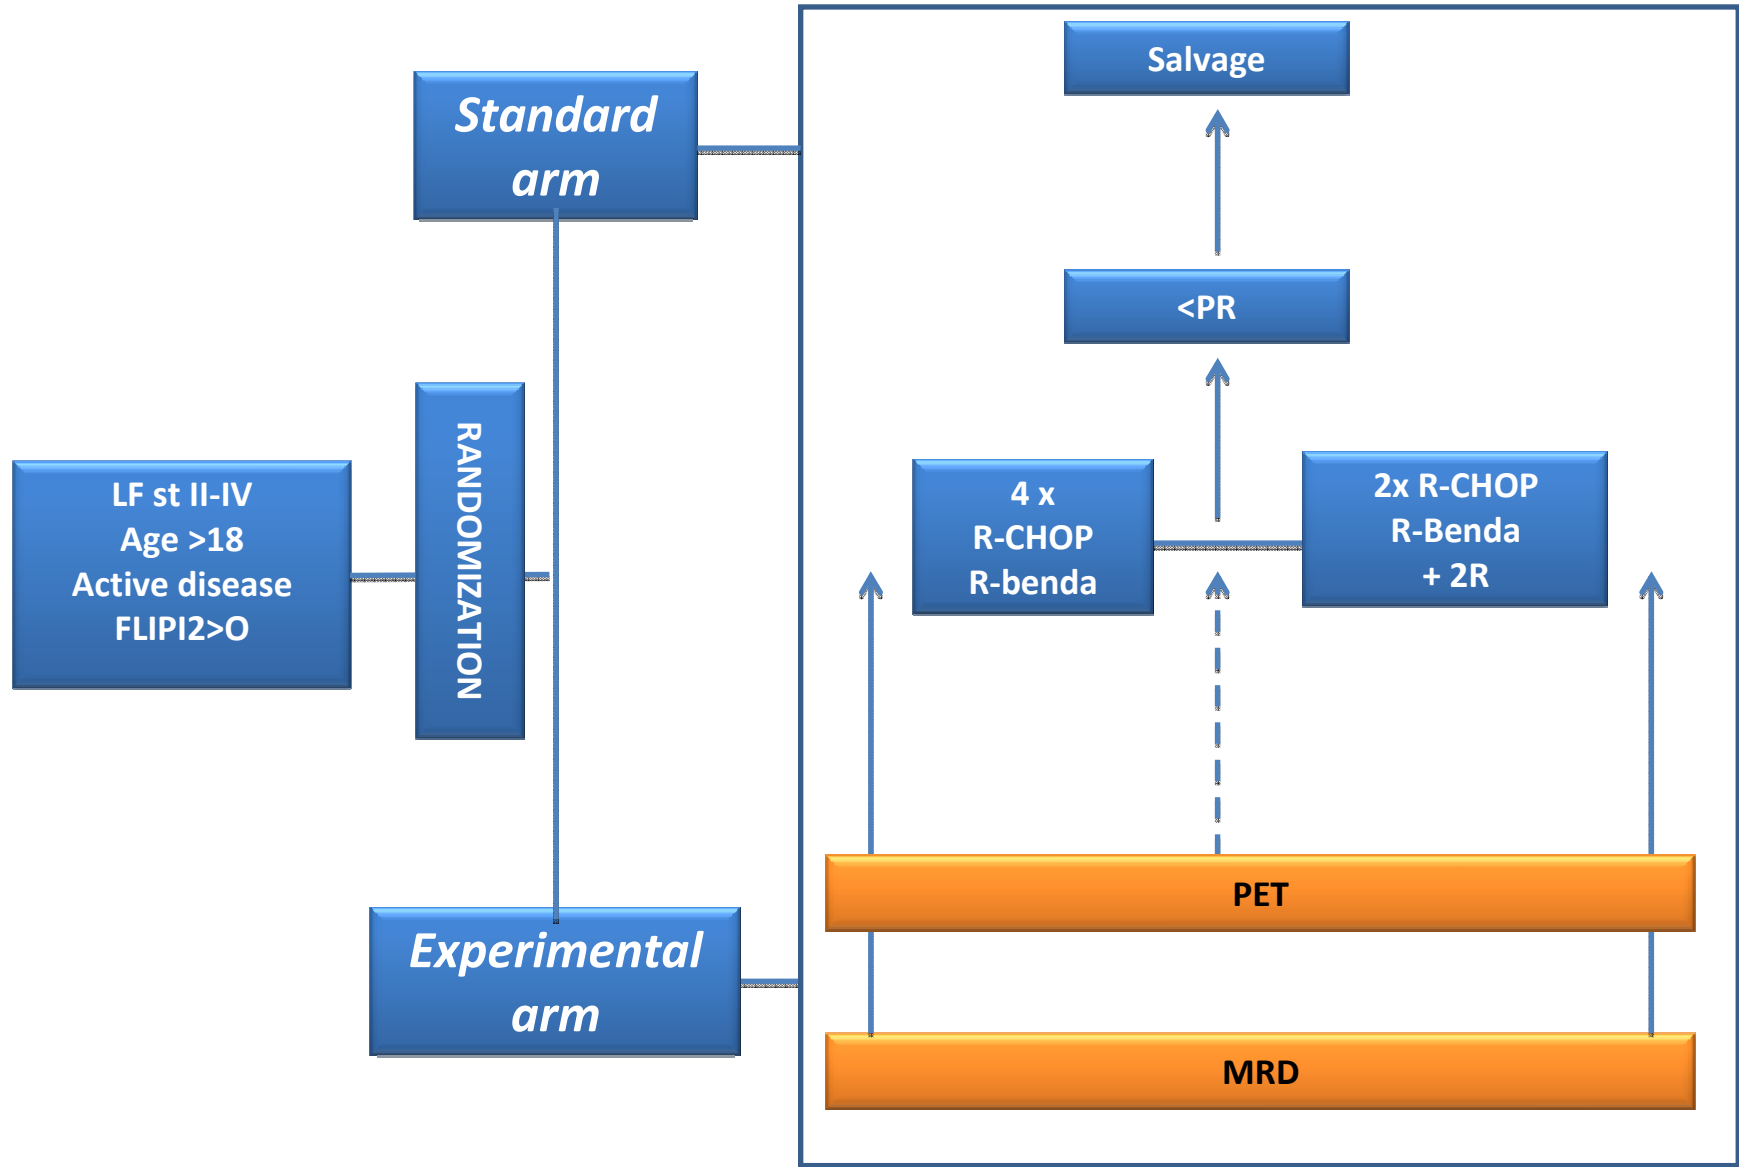 LF st II-IV
Age >18
Active disease
FLIPI2>O
RANDOMIZATION
Standard
arm
Experimental
arm
Salvage
<PR
4 x
R-CHOP
R-benda
2x R-CHOP
R-Benda
+ 2R
PET
MRD